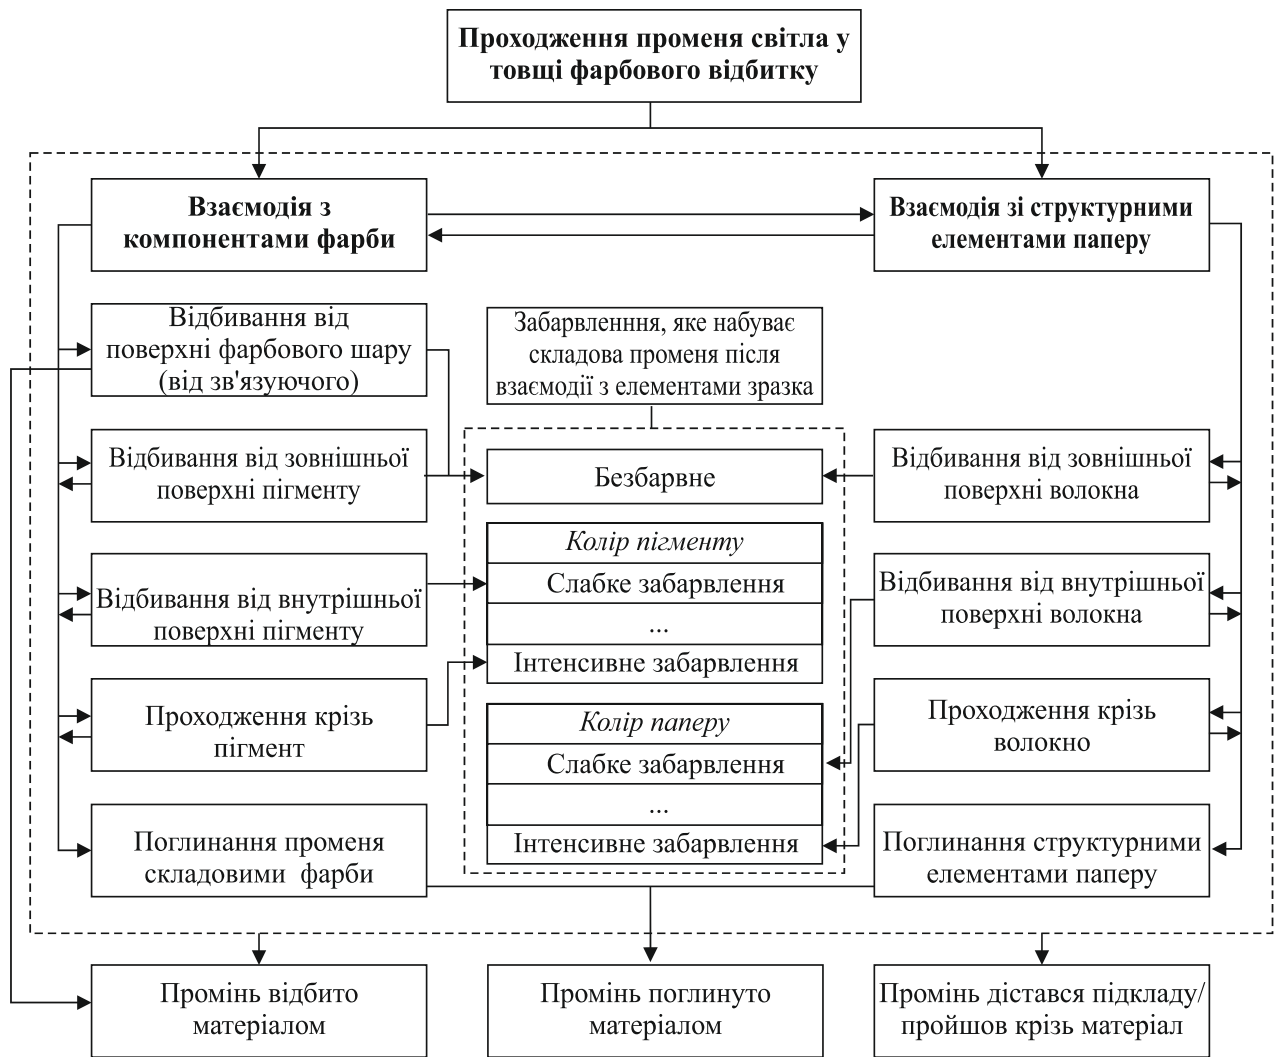 Проходження променя світла у
товщі фарбового відбитку
Взаємодія з
компонентами фарби
Взаємодія зі структурними
елементами паперу
Відбивання від
поверхні фарбового шару
(від зв'язуючого)
Забарвленння, яке набуває
складова променя після
взаємодії з елементами зразка
Відбивання від зовнішньої
поверхні пігменту
Безбарвне
Відбивання від зовнішньої
поверхні волокна
Колір пігменту
Слабке забарвлення
...
Інтенсивне забарвлення
Відбивання від внутрішньої
поверхні пігменту
Відбивання від внутрішньої
поверхні волокна
Проходження крізь
пігмент
Колір паперу
Слабке забарвлення
...
Інтенсивне забарвлення
Проходження крізь
волокно
Поглинання променя
складовими фарби
Поглинання структурними
елементами паперу
Промінь відбито
матеріалом
Промінь поглинуто
матеріалом
Промінь дістався підкладу/
пройшов крізь матеріал